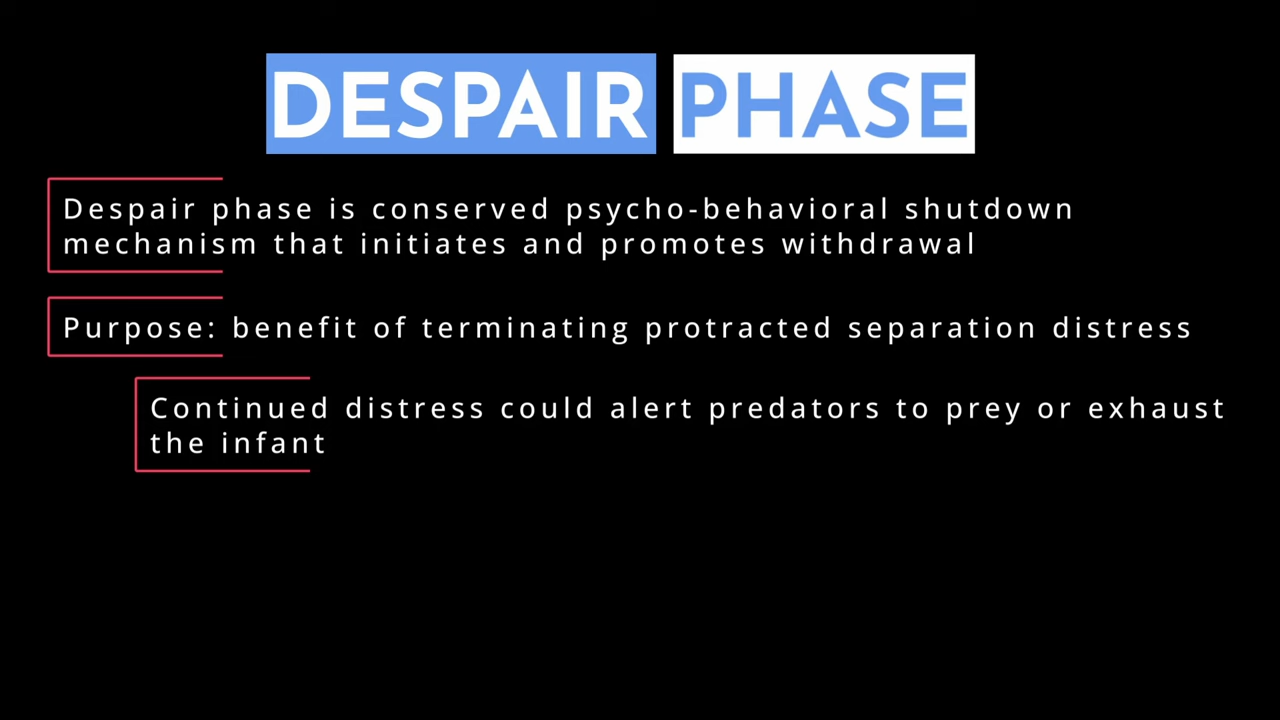 DESPAIR PHASE
Despair phase is conserved psycho-behavioral shutdown
mechanism that initiates and promotes withdrawal
Purpose: benefit of terminating protracted separation distress
Continued distress could alert predators to prey or exhaust
the infant